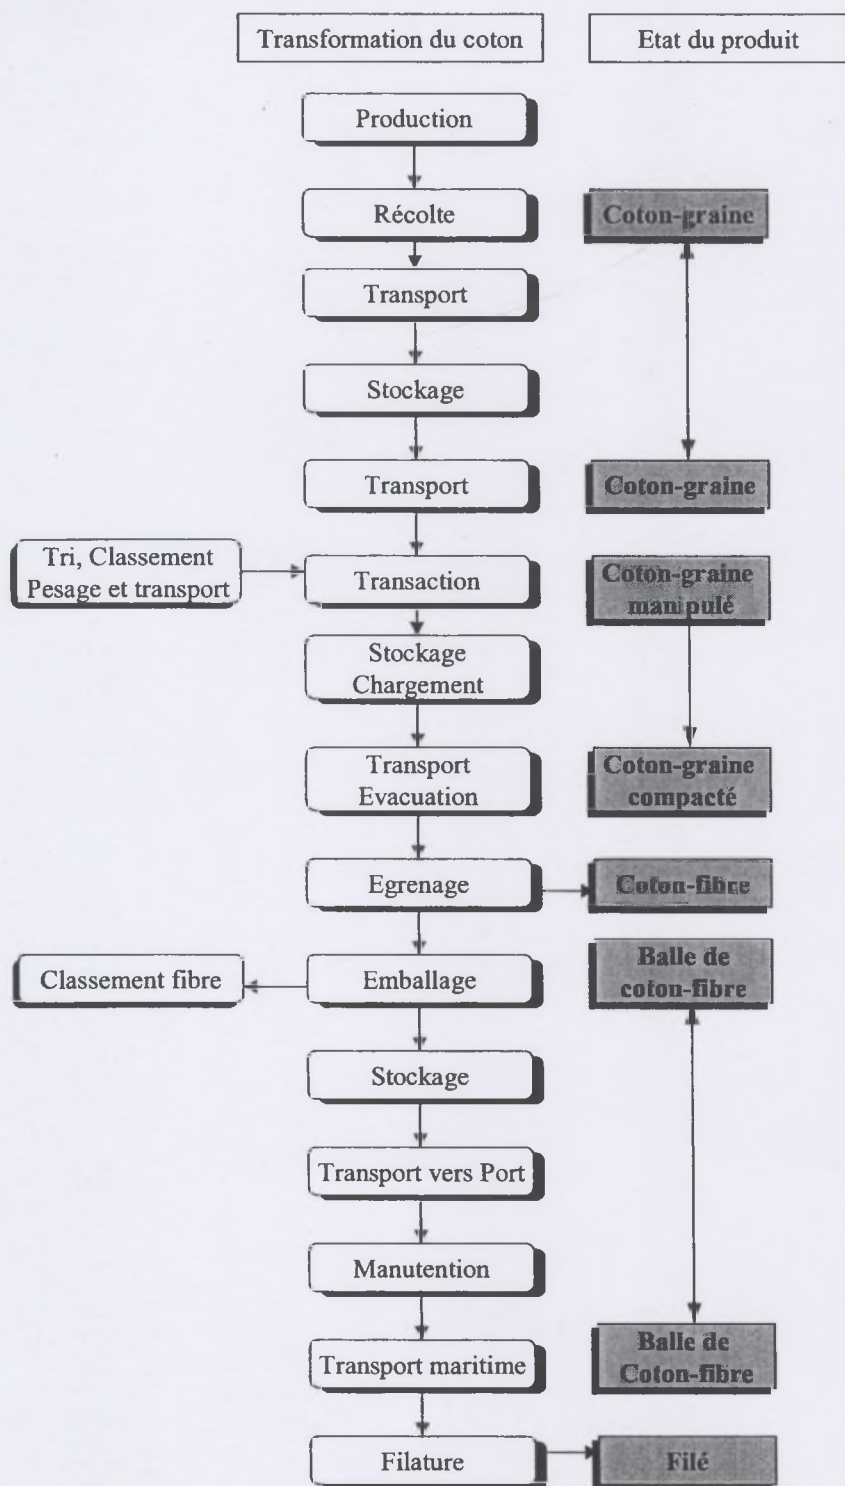 Transformation du coton
Etat du produit
Production
Récolte
Coton-graine
Transport
Stockage
Transport
Coton-graine
Tri, Classement
Pesage et transport
Transaction
Coton-graine
manipulé
Stockage
Chargement
Transport
Evacuation
Coton-graine
compacté
Egrenage
Coton-fibre
Classement fibre
Emballage
Balle de
coton-fibre
Stockage
Transport vers Port
Manutention
Transport maritime
Balle de
Coton-fibre
Filature
Filé